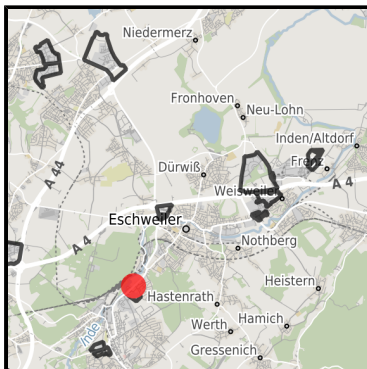 Niedermerz
Fronhoven
Neu-Lohn
Inden/Altdorf
Frenz
A 44
Dürwiß
Weisweiler
A 4
Eschweiler
A 4
Nothberg
Heistern
Hastenrath
Hamich
Werth
Inde
Gressenich